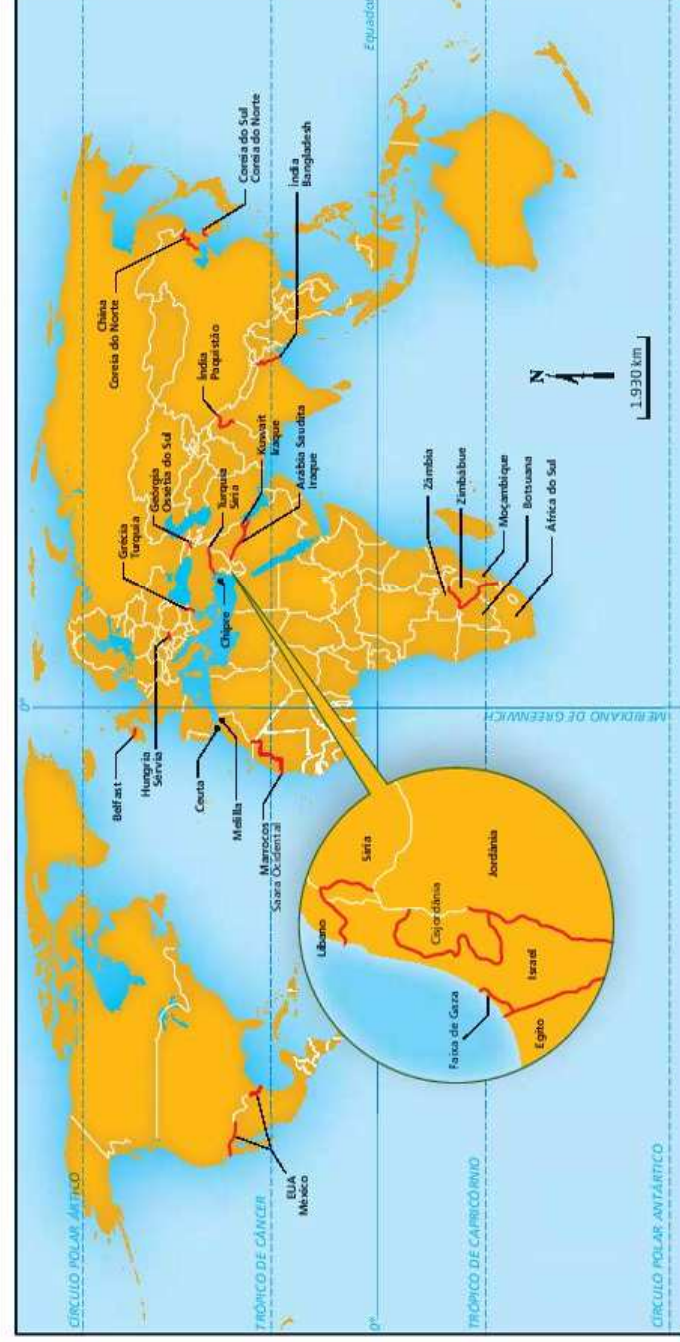 0°
CÍRCULO POLAR ÁRTICO
TRÓPICO DE CÂNCER
0°
Equador
TRÓPICO DE CAPRICÓRNIO
CÍRCULO POLAR ANTÁRTICO
MERIDIANO DE GREENWICH
EUA
México
Belfast
Hungria
Sérvia
Ceuta
Melilla
Marrocos
Saara Ocidental
Grécia
Turquia
Geórgia
Ossétia do Sul
Turquia
Síria
Chipre
Kuwait
Iraque
Arábia Saudita
Iraque
Índia
Paquistão
China
Coreia do Norte
Coreia do Sul
Coreia do Norte
Índia
Bangladesh
Zâmbia
Zimbábue
Moçambique
Botsuana
África do Sul
Líbano
Síria
Cisjordânia
Jordânia
Israel
Faixa de Gaza
Egito
N
1.930 km